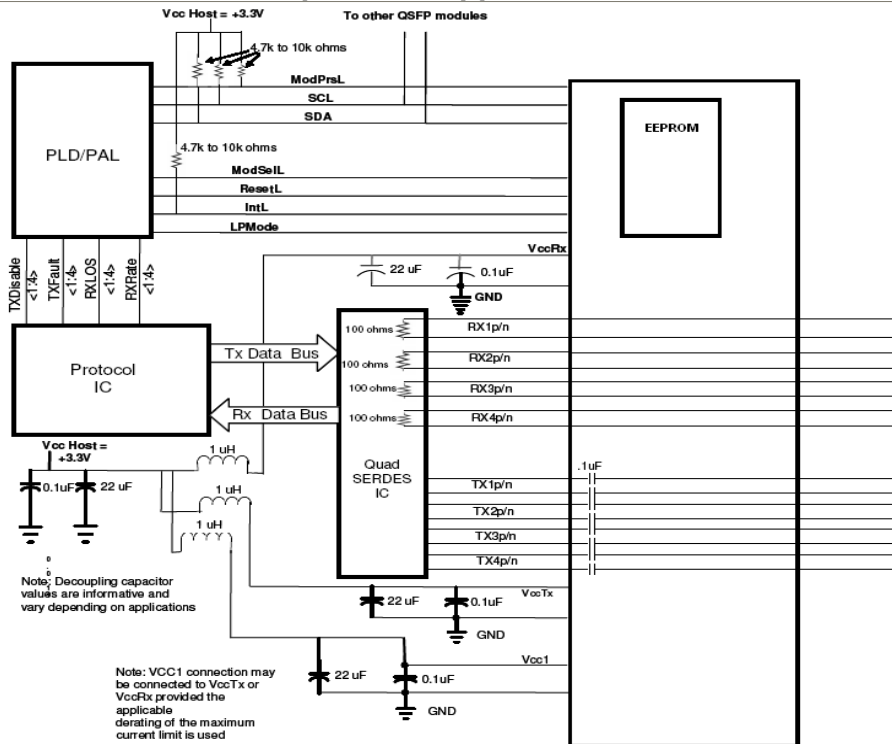 Vcc Host = +3.3V
To other QSFP modules
4.7k to 10k ohms
ModPrsL
SCL
SDA
EEPROM
PLD/PAL
4.7k to 10k ohms
ModSelL
ResetL
IntL
LPMode
VccRx
TXDisable
<1:4>
TXFault
<1:4>
RXLOS
<1:4>
RXRate
<1:4>
22 uF
0.1uF
GND
100 ohms
RX1p/n
Tx Data Bus
100 ohms
RX2p/n
Protocol
IC
100 ohms
RX3p/n
Rx Data Bus
100 ohms
RX4p/n
Vcc Host =
+3.3V
1 uH
0.1uF
22 uF
1 uH
1 uH
Quad
SERDES
IC
.1uF
TX1p/n
TX2p/n
TX3p/n
TX4p/n
Note: Decoupling capacitor
values are informative and
vary depending on applications
VccTx
22 uF
0.1uF
GND
Vcc1
22 uF
0.1uF
GND
Note: VCC1 connection may
be connected to VccTx or
VccRx provided the
applicable
derating of the maximum
current limit is used